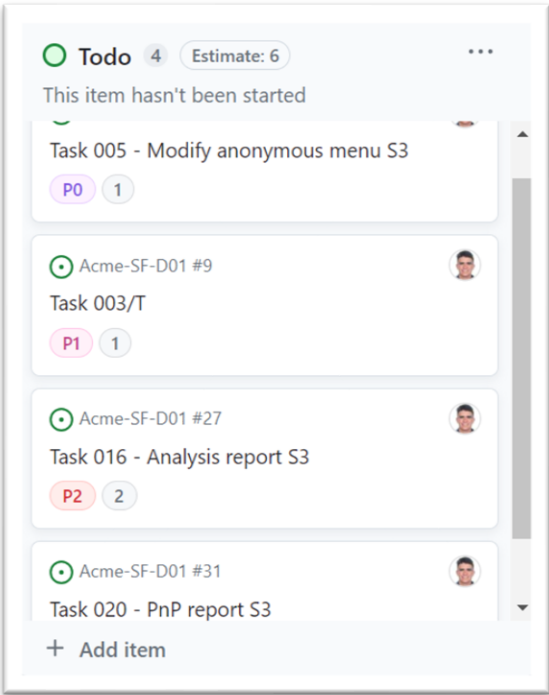 Todo 4 Estimate: 6
This item hasn't been started
Task 005 - Modify anonymous menu S3
P0 1
Acme-SF-D01 #9
Task 003/T
P1 1
Acme-SF-D01 #27
Task 016 - Analysis report S3
P2 2
Acme-SF-D01 #31
Task 020 - PnP report S3
+ Add item